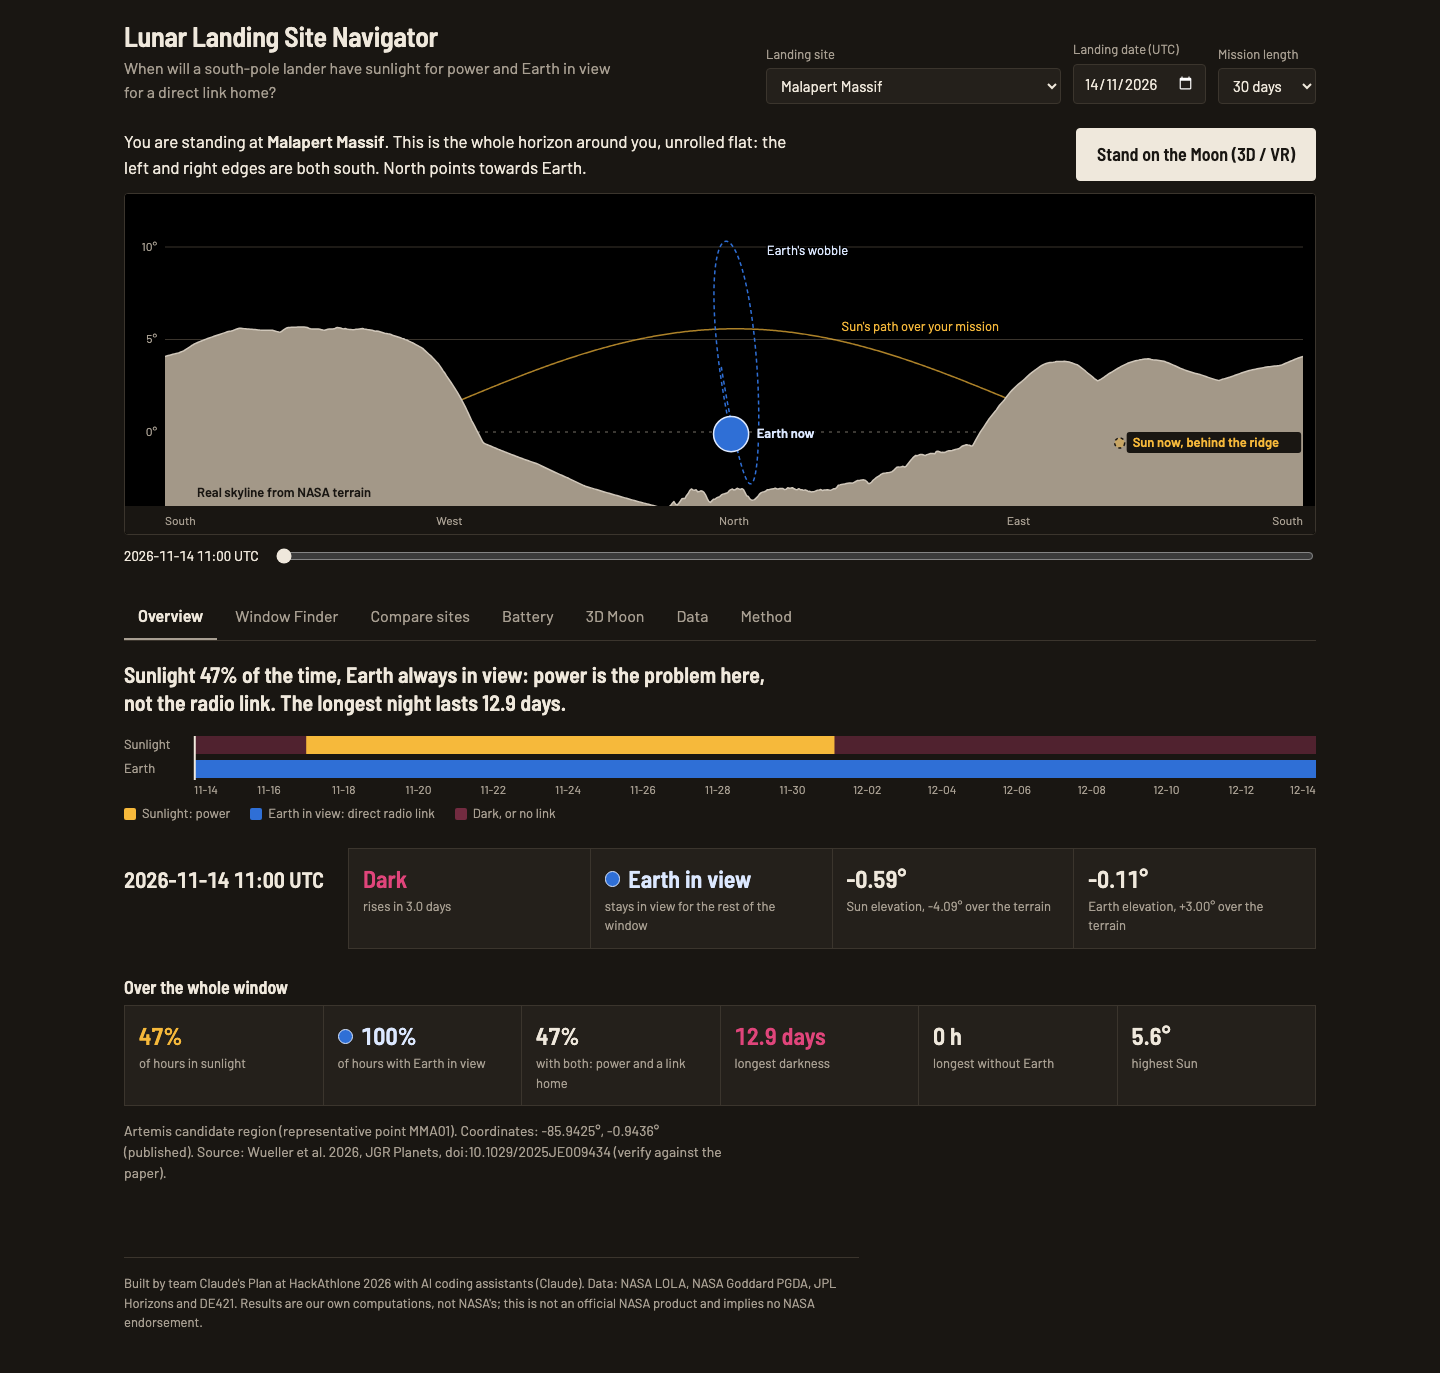 Lunar Landing Site Navigator
When will a south-pole lander have sunlight for power and Earth in view
for a direct link home?
Landing site
Malapert Massif
Landing date (UTC)
14/11/2026
Mission length
30 days
You are standing at Malapert Massif. This is the whole horizon around you, unrolled flat: the
left and right edges are both south. North points towards Earth.
Stand on the Moon (3D / VR)
10°
Earth's wobble
Sun's path over your mission
5°
0°
Earth now
Sun now, behind the ridge
Real skyline from NASA terrain
South
West
North
East
South
2026-11-14 11:00 UTC
Overview
Window Finder
Compare sites
Battery
3D Moon
Data
Method
Sunlight 47% of the time, Earth always in view: power is the problem here,
not the radio link. The longest night lasts 12.9 days.
Sunlight
Earth
11-14 11-16 11-18 11-20 11-22 11-24 11-26 11-28 11-30 12-02 12-04 12-06 12-08 12-10 12-12 12-14
Sunlight: power
Earth in view: direct radio link
Dark, or no link
2026-11-14 11:00 UTC
Dark
rises in 3.0 days
Earth in view
stays in view for the rest of the
window
-0.59°
Sun elevation, -4.09° over the terrain
-0.11°
Earth elevation, +3.00° over the
terrain
Over the whole window
47%
of hours in sunlight
100%
of hours with Earth in view
47%
with both: power and a link
home
12.9 days
longest darkness
0 h
longest without Earth
5.6°
highest Sun
Artemis candidate region (representative point MMA01). Coordinates: -85.9425°, -0.9436°
(published). Source: Wueller et al. 2026, JGR Planets, doi:10.1029/2025JE009434 (verify against the
paper).
Built by team Claude's Plan at HackAthlone 2026 with AI coding assistants (Claude). Data: NASA LOLA, NASA Goddard PGDA, JPL
Horizons and DE421. Results are our own computations, not NASA's; this is not an official NASA product and implies no NASA
endorsement.